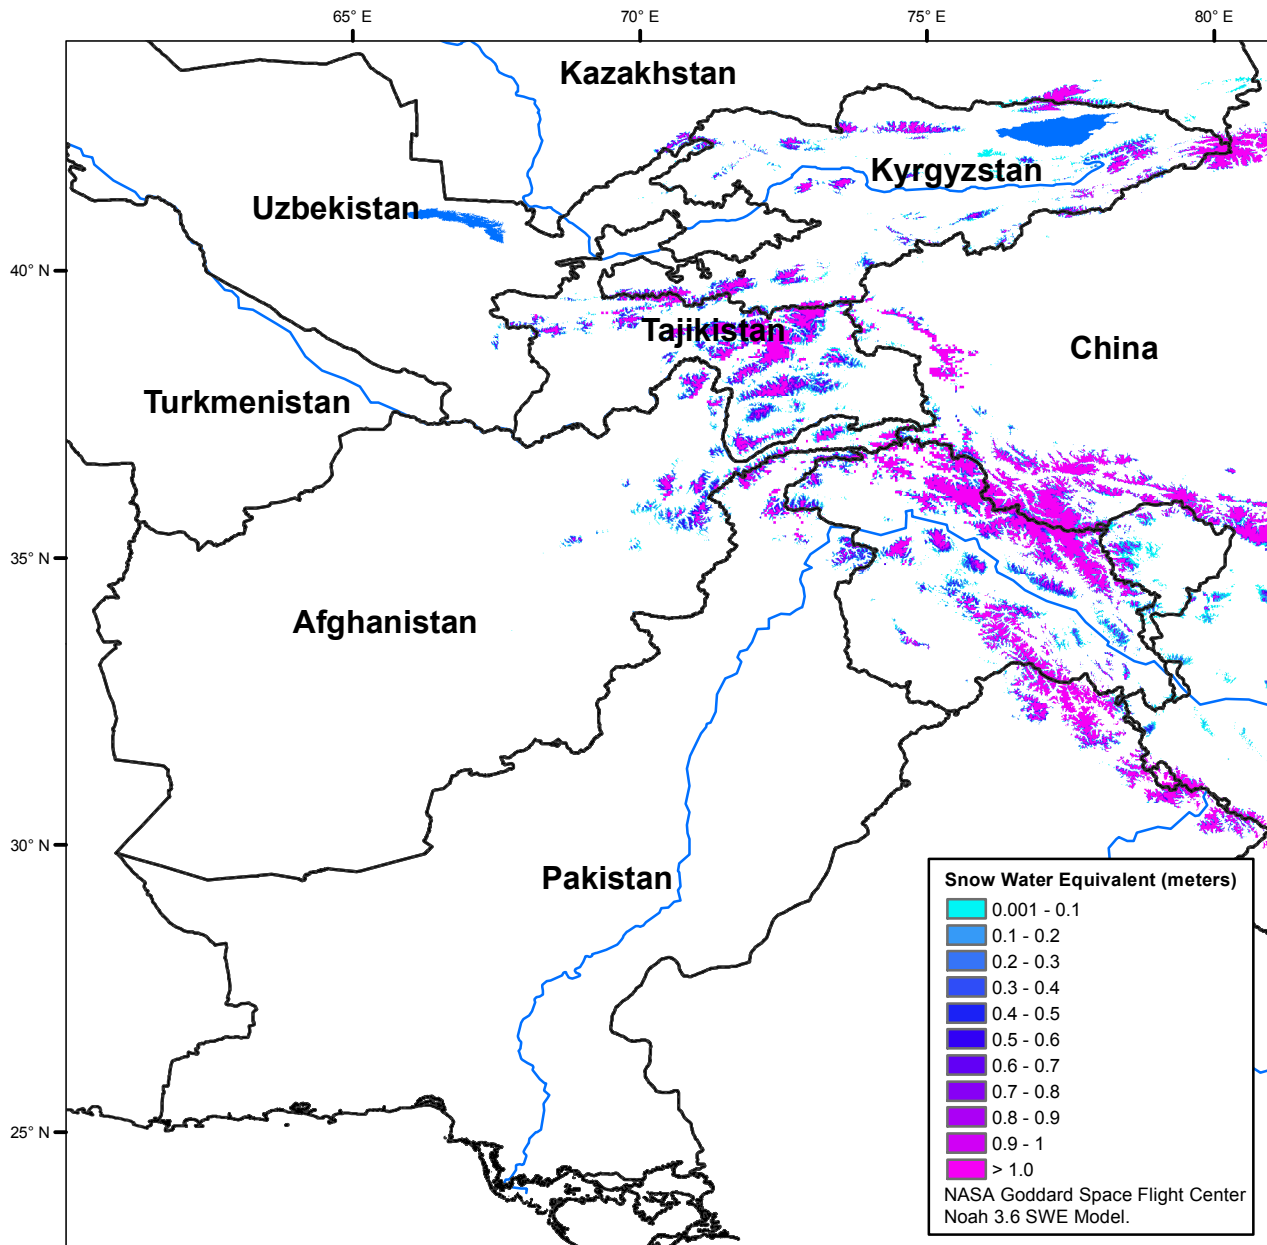 65° E
70° E
75° E
80° E
Kazakhstan
Kyrgyzstan
Uzbekistan
40° N
Tajikistan
China
Turkmenistan
35° N
Afghanistan
30° N
Pakistan
25° N
Snow Water Equivalent (meters)
0.001 - 0.1
0.1 - 0.2
0.2 - 0.3
0.3 - 0.4
0.4 - 0.5
0.5 - 0.6
0.6 - 0.7
0.7 - 0.8
0.8 - 0.9
0.9 - 1
> 1.0
NASA Goddard Space Flight Center
Noah 3.6 SWE Model.